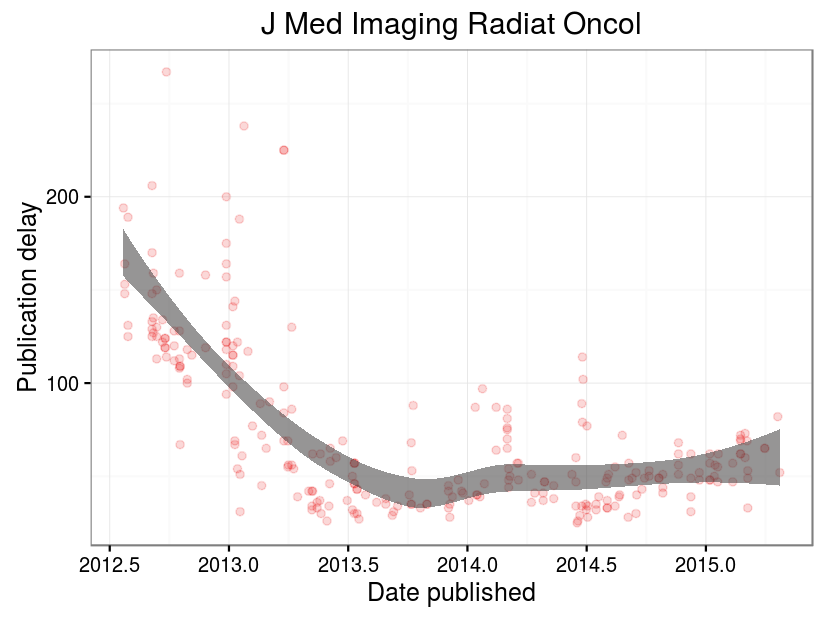 J Med Imaging Radiat Oncol
Publication delay
200
100
2012.5 2013.0 2013.5 2014.0 2014.5 2015.0
Date published